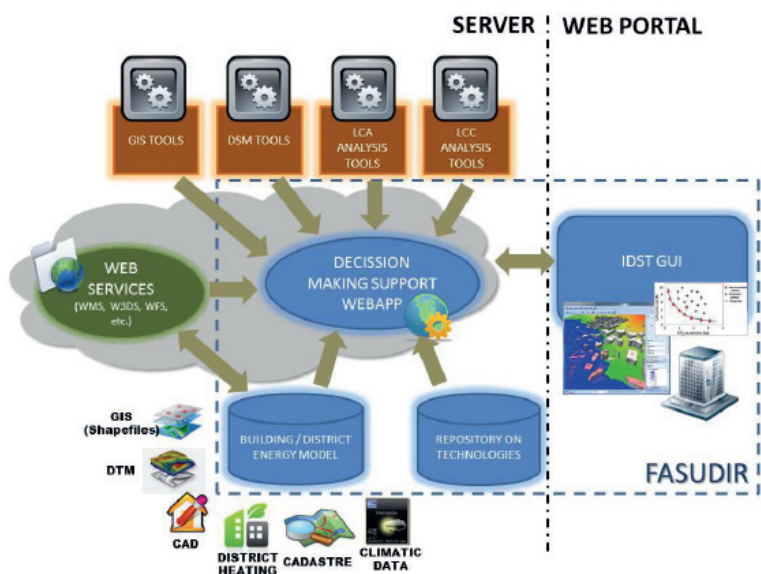 SERVER
WEB PORTAL
GIS TOOLS
DSM TOOLS
LCA
ANALYSIS
TOOLS
LCC
ANALYSIS
TOOLS
WEB
SERVICES
(WMS, W3DS, WFS,
etc.)
DECISSION
MAKING SUPPORT
WEBAPP
IDST GUI
GIS
(Shapefiles)
DTM
CAD
BUILDING / DISTRICT
ENERGY MODEL
REPOSITORY ON
TECHNOLOGIES
FASUDIR
DISTRICT
HEATING
CADASTRE
CLIMATIC
DATA